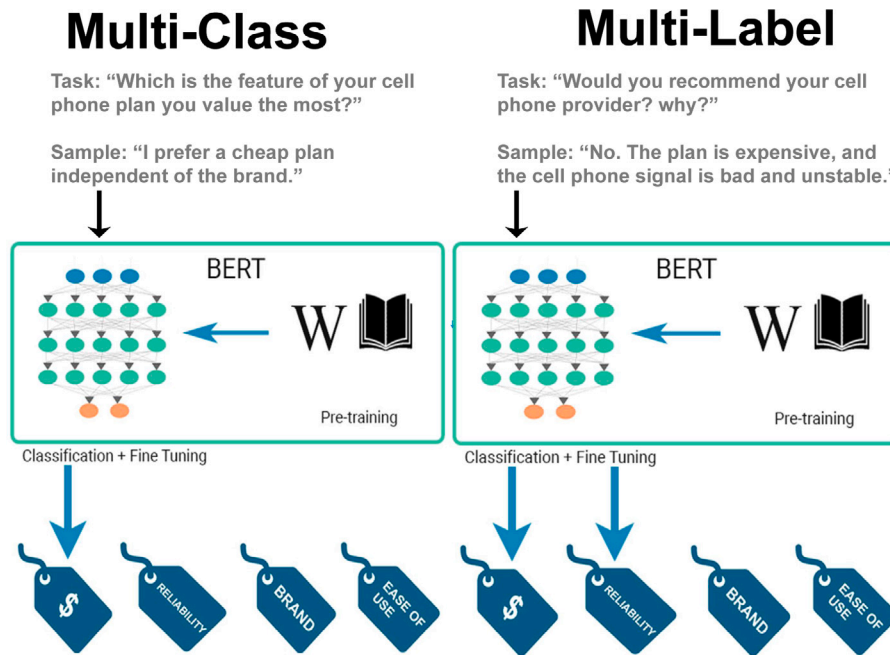 Multi-Class
Task: “Which is the feature of your cell
phone plan you value the most?”
Sample: “I prefer a cheap plan
independent of the brand.”
BERT
W
Pre-training
Classification + Fine Tuning
$
RELIABILITY
BRAND
EASE OF
USE
Multi-Label
Task: “Would you recommend your cell
phone provider? why?”
Sample: “No. The plan is expensive, and
the cell phone signal is bad and unstable.”
BERT
W
Pre-training
Classification + Fine Tuning
$
RELIABILITY
BRAND
EASE OF
USE